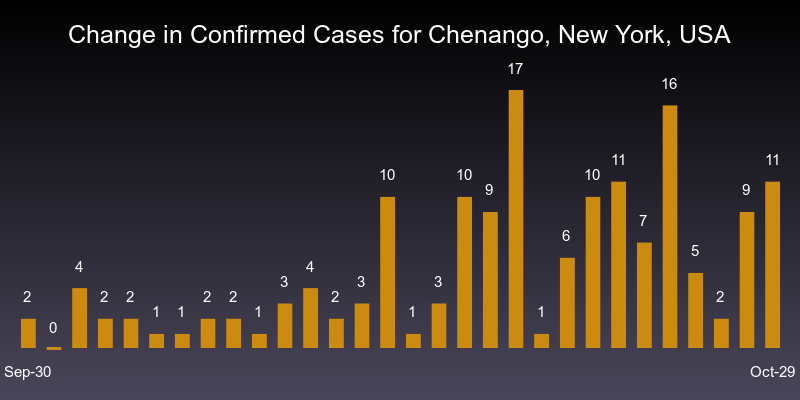 Change in Confirmed Cases for Chenango, New York, USA
2 0 4 2 2 1 1 2 2 1 3 4 2 3 10 1 3 10 9 17 1 6 10 11 7 16 5 2 9 11
Sep-30 Oct-29